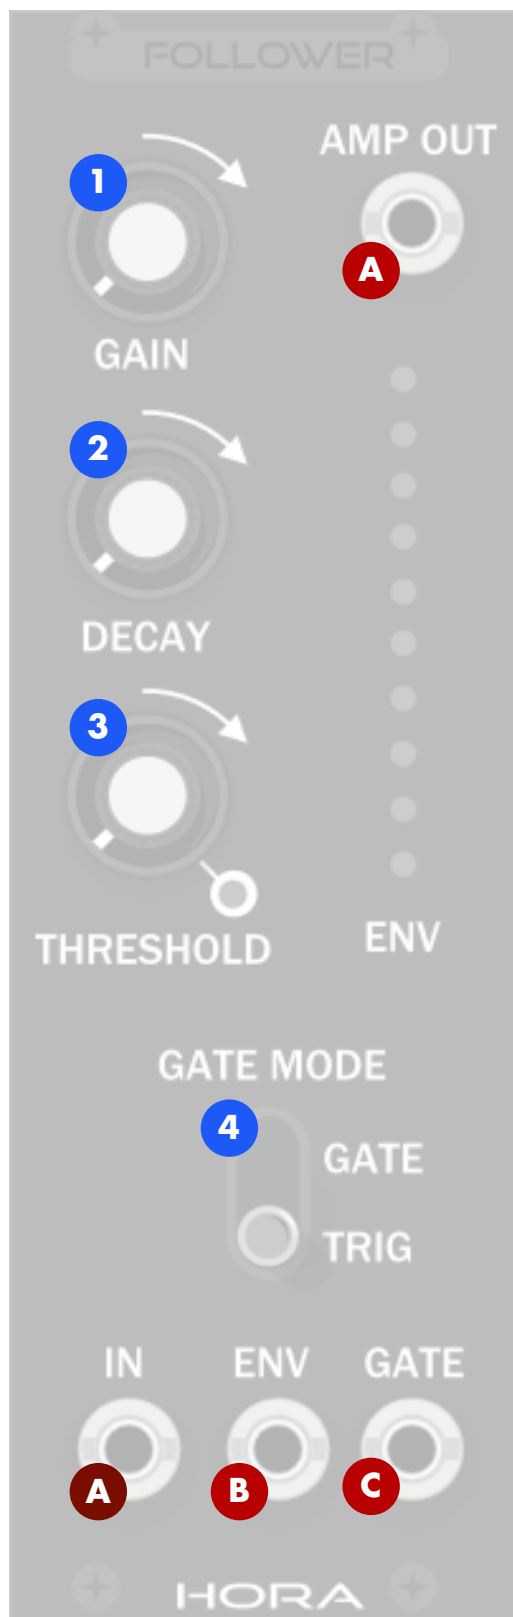 FOLLOWER
AMP OUT
1
A
GAIN
2
DECAY
3
THRESHOLD
ENV
GATE MODE
4
GATE
TRIG
IN ENV GATE
A B C
HORA